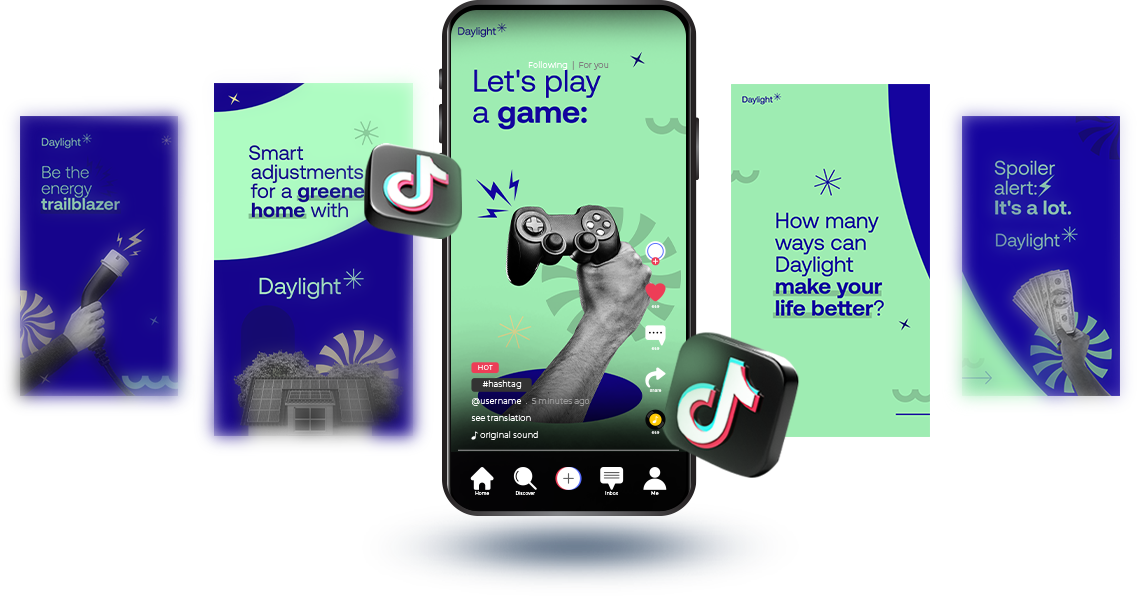 Daylight
Be the
energy
trailblazer
Smart
adjustments
for a greene
home with
Daylight
Daylight
Following | For you
Let's play
a game:
HOT
#hashtag
@username . 5 minutes ago
see translation
original sound
share
Home
Discover
Inbox
Me
Daylight
How many
ways can
Daylight
make your
life better?
Spoiler
alert:
It's a lot.
Daylight